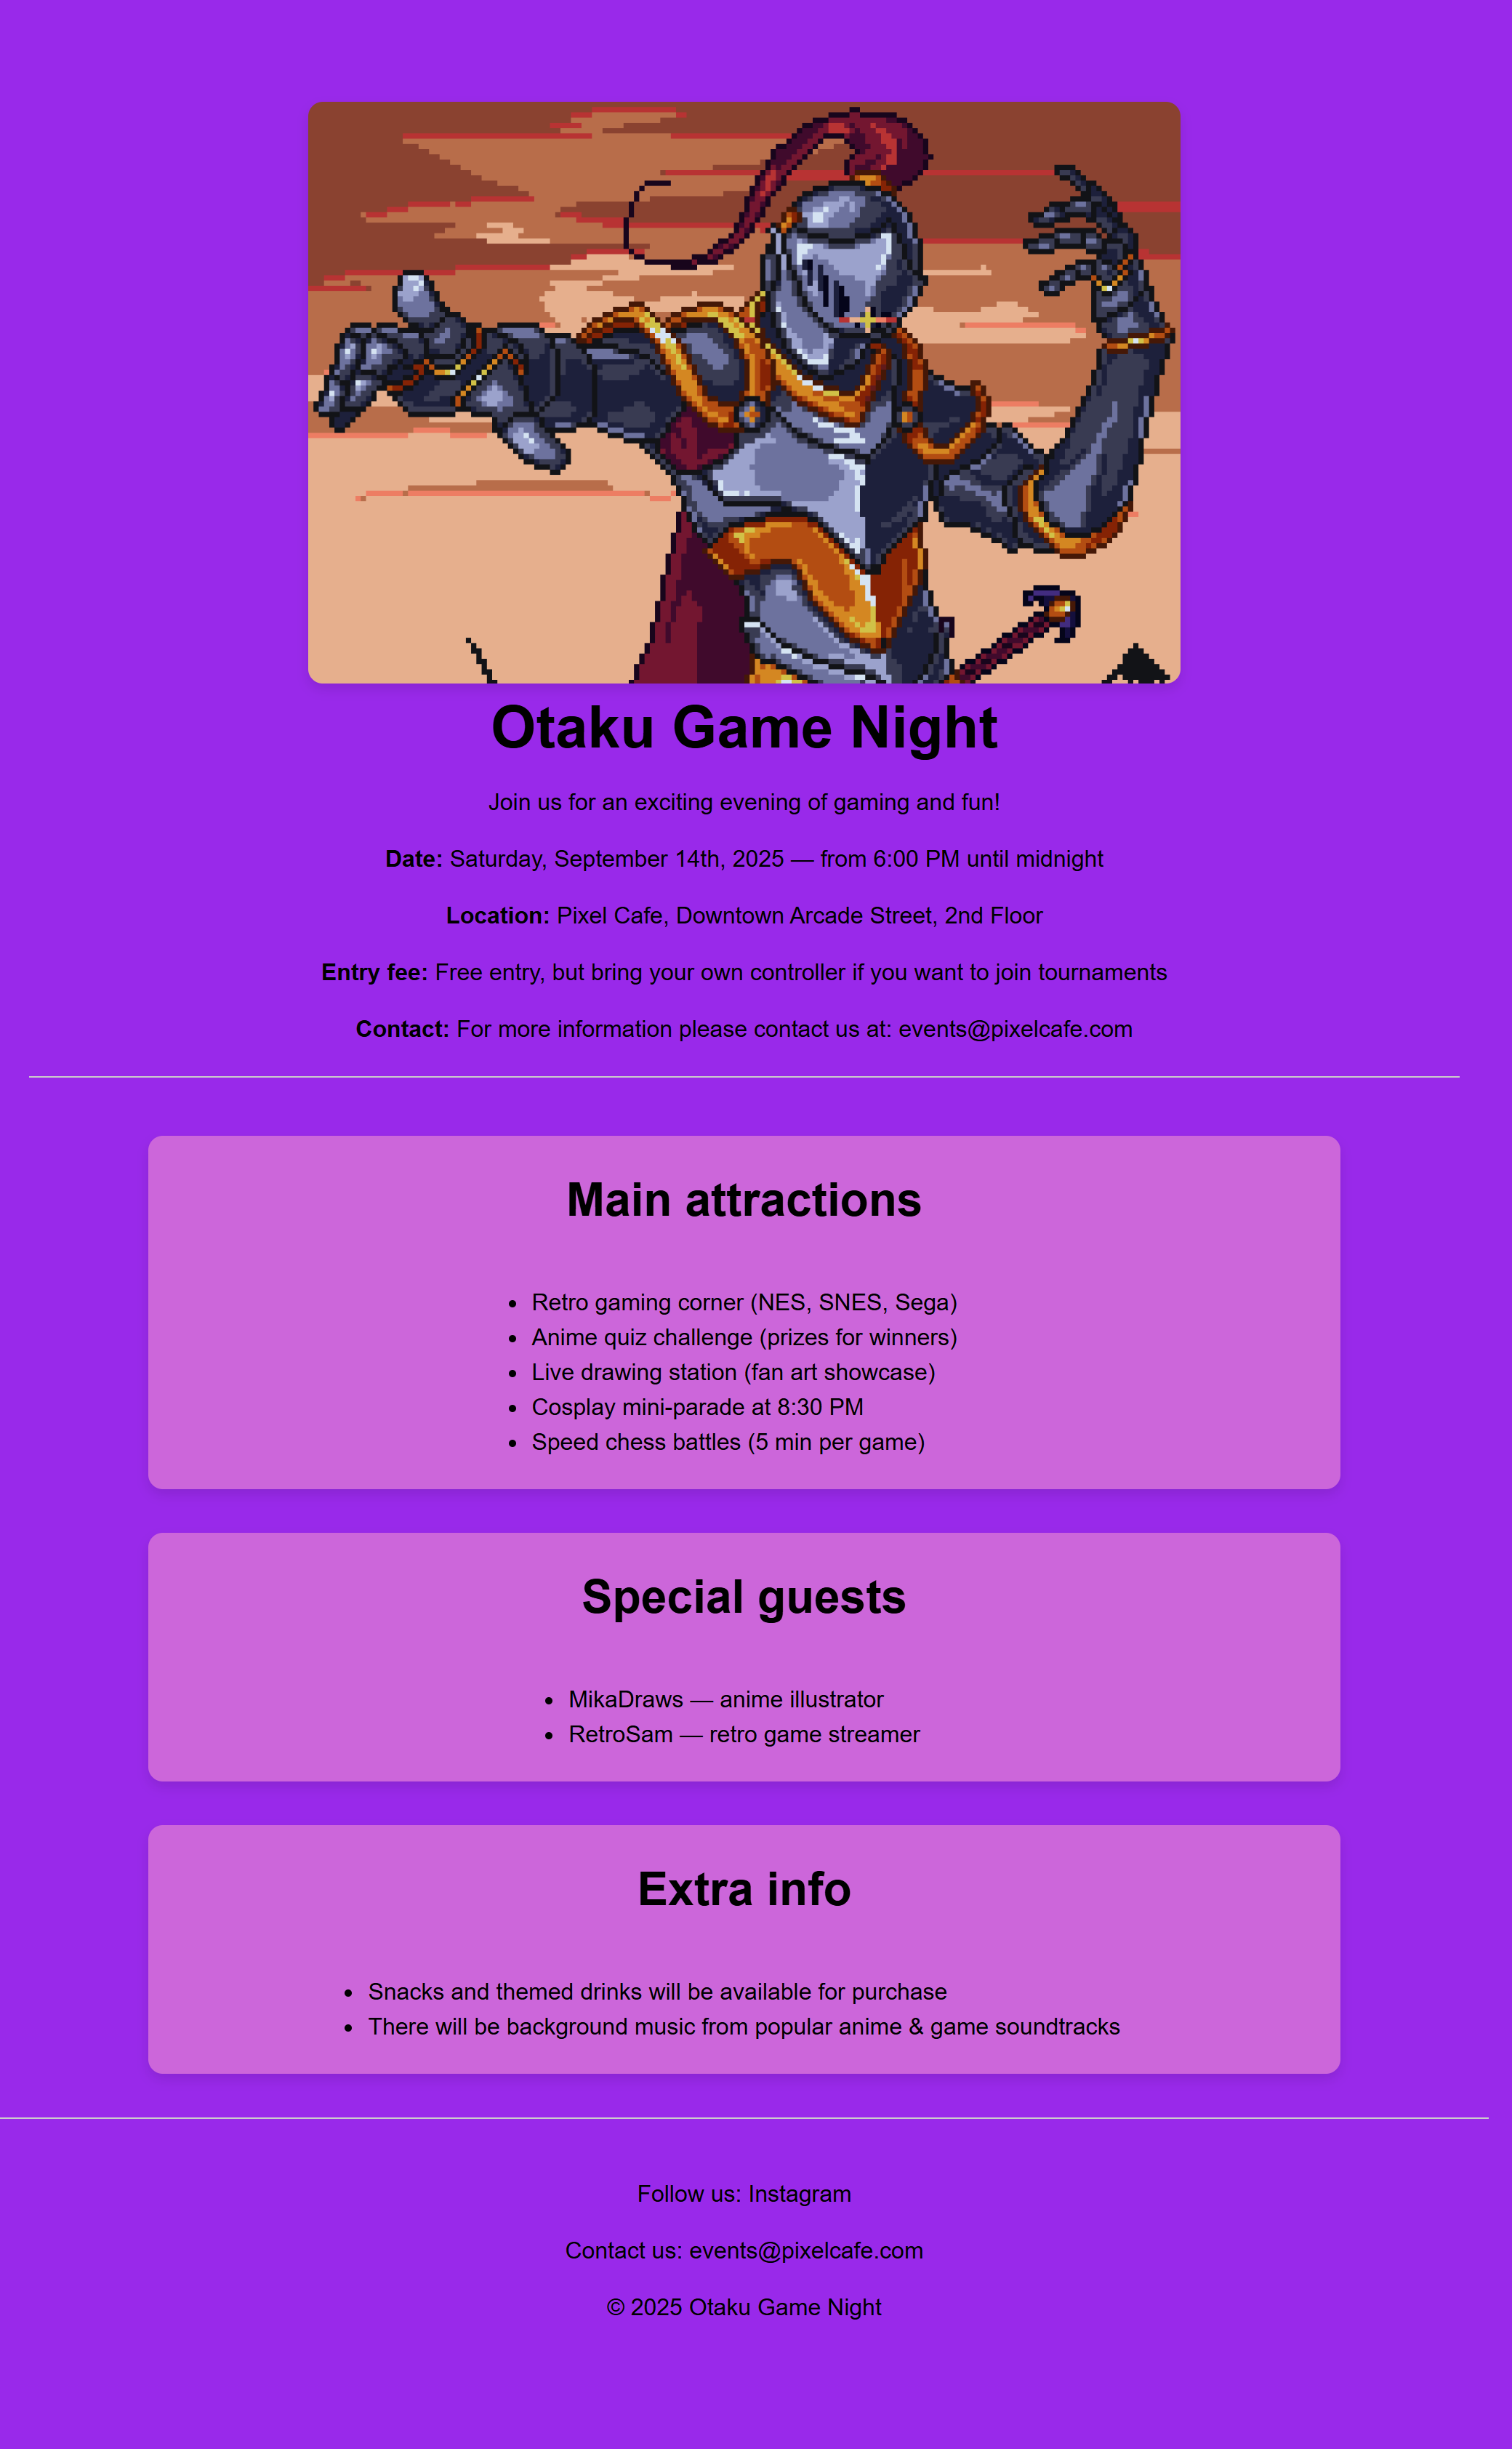 Otaku Game Night
Join us for an exciting evening of gaming and fun!
Date: Saturday, September 14th, 2025 — from 6:00 PM until midnight
Location: Pixel Cafe, Downtown Arcade Street, 2nd Floor
Entry fee: Free entry, but bring your own controller if you want to join tournaments
Contact: For more information please contact us at: events@pixelcafe.com
Main attractions
• Retro gaming corner (NES, SNES, Sega)
• Anime quiz challenge (prizes for winners)
• Live drawing station (fan art showcase)
• Cosplay mini-parade at 8:30 PM
• Speed chess battles (5 min per game)
Special guests
• MikaDraws — anime illustrator
• RetroSam — retro game streamer
Extra info
• Snacks and themed drinks will be available for purchase
• There will be background music from popular anime & game soundtracks
Follow us: Instagram
Contact us: events@pixelcafe.com
© 2025 Otaku Game Night